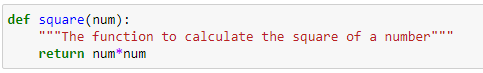 def square(num):
    """The function to calculate the square of a number"""
    return num*num